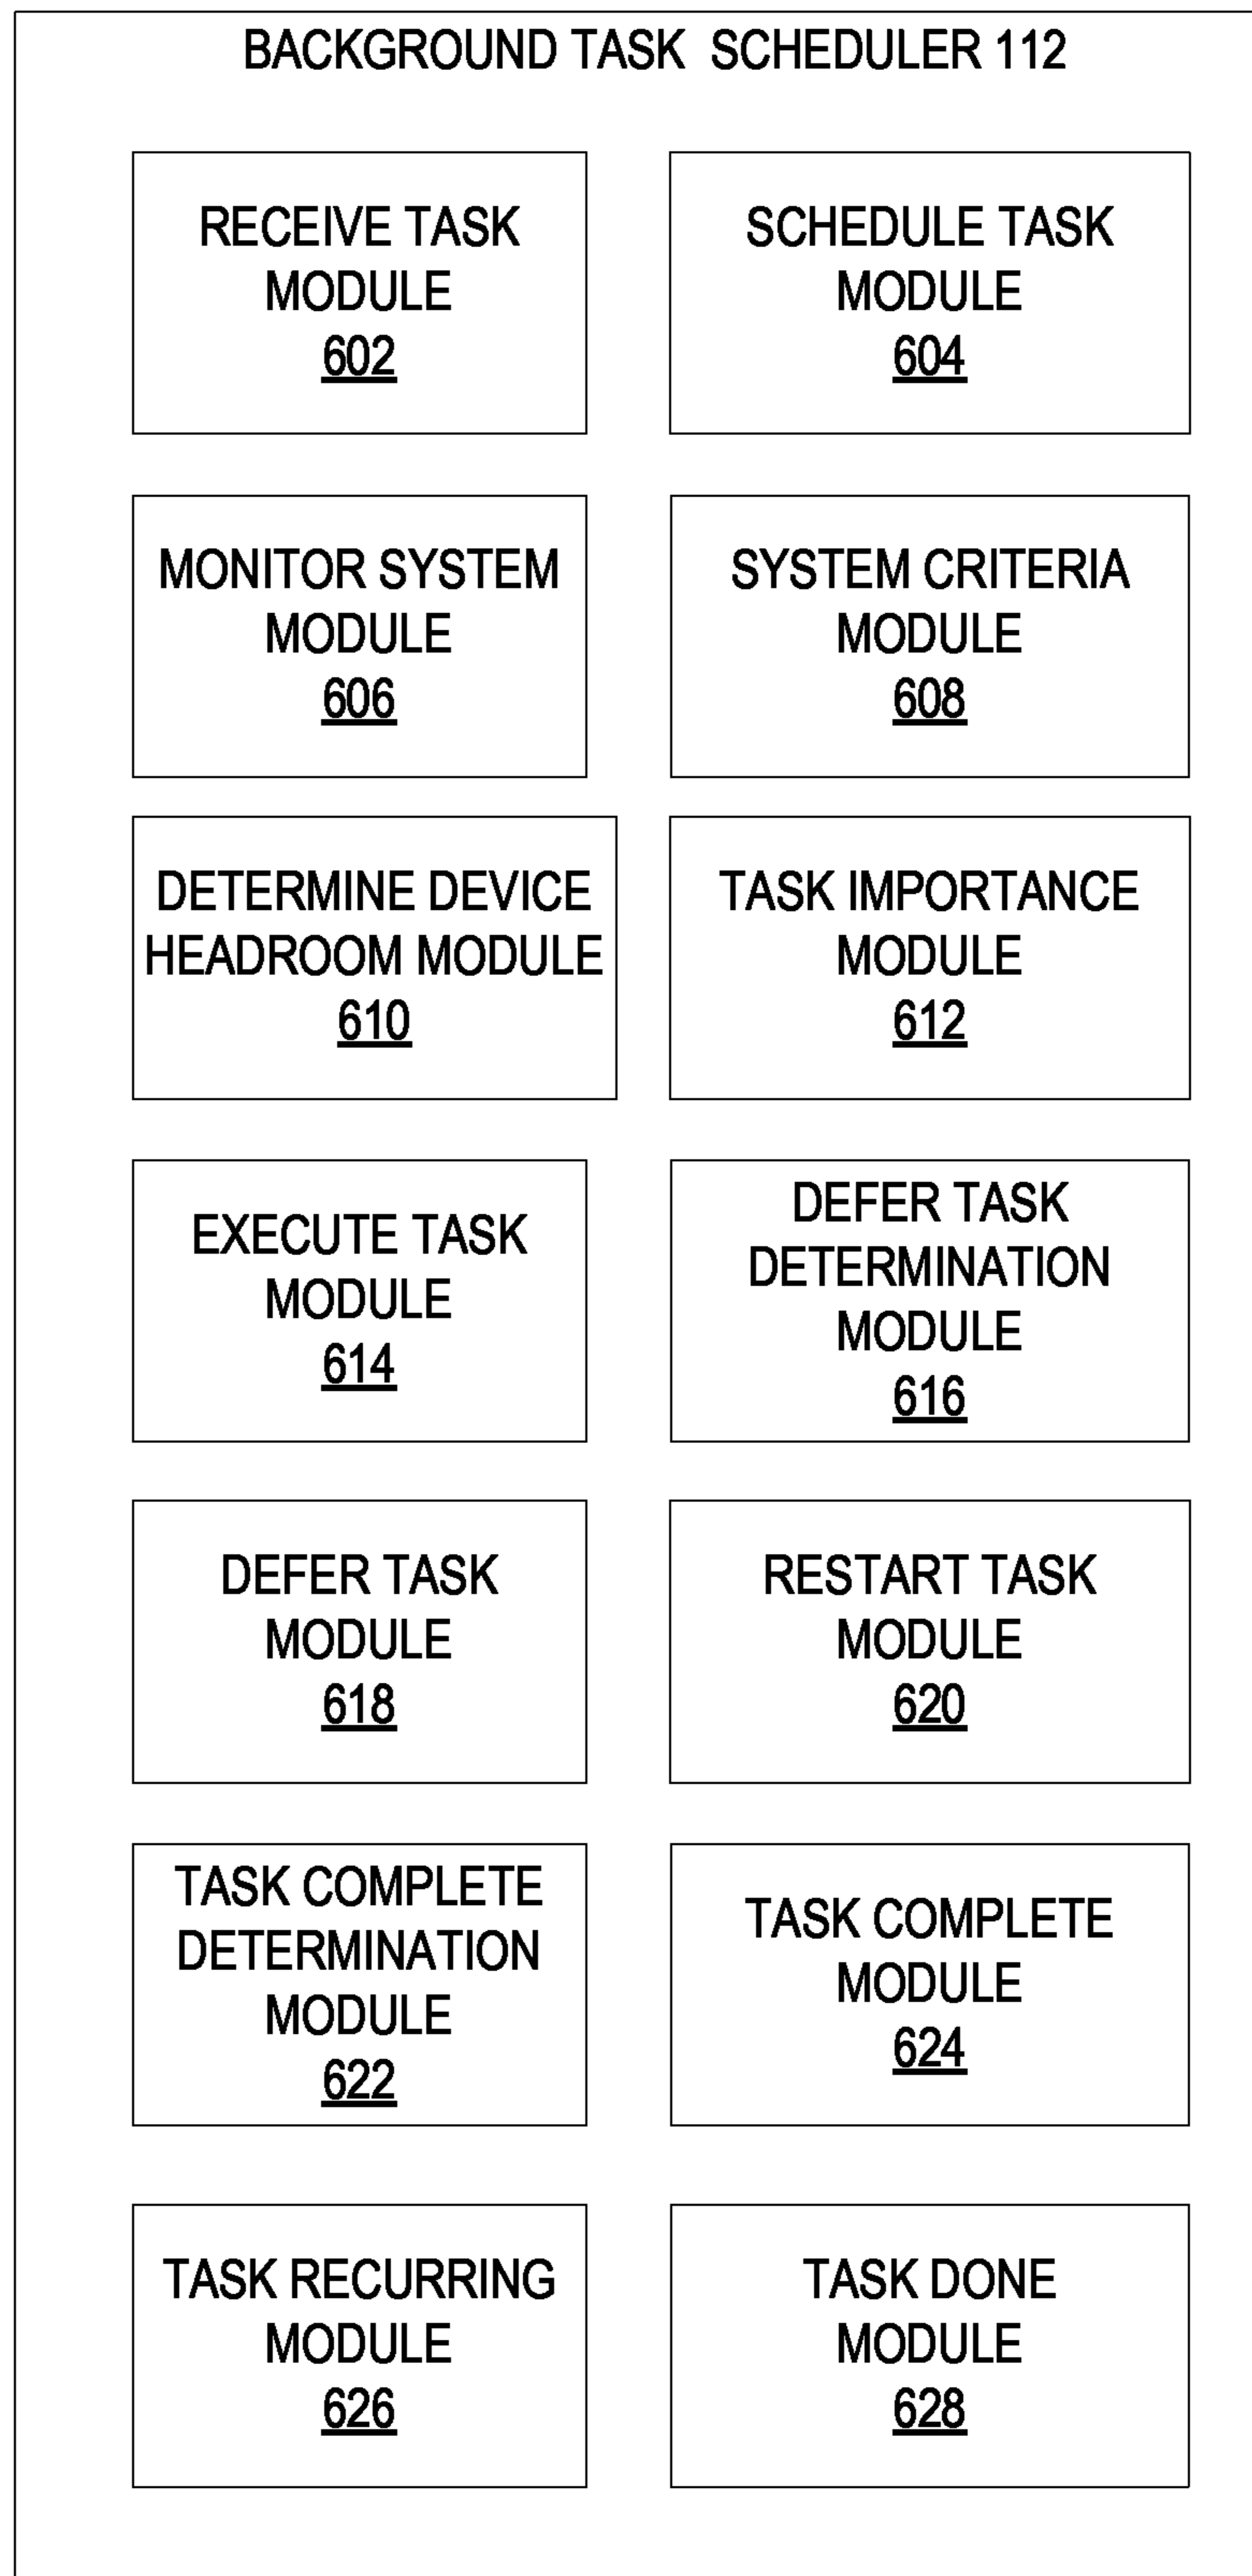 BACKGROUND TASK SCHEDULER 112
RECEIVE TASK
MODULE
602
SCHEDULE TASK
MODULE
604
MONITOR SYSTEM
MODULE
606
SYSTEM CRITERIA
MODULE
608
DETERMINE DEVICE
HEADROOM MODULE
610
TASK IMPORTANCE
MODULE
612
EXECUTE TASK
MODULE
614
DEFER TASK
DETERMINATION
MODULE
616
DEFER TASK
MODULE
618
RESTART TASK
MODULE
620
TASK COMPLETE
DETERMINATION
MODULE
622
TASK COMPLETE
MODULE
624
TASK RECURRING
MODULE
626
TASK DONE
MODULE
628